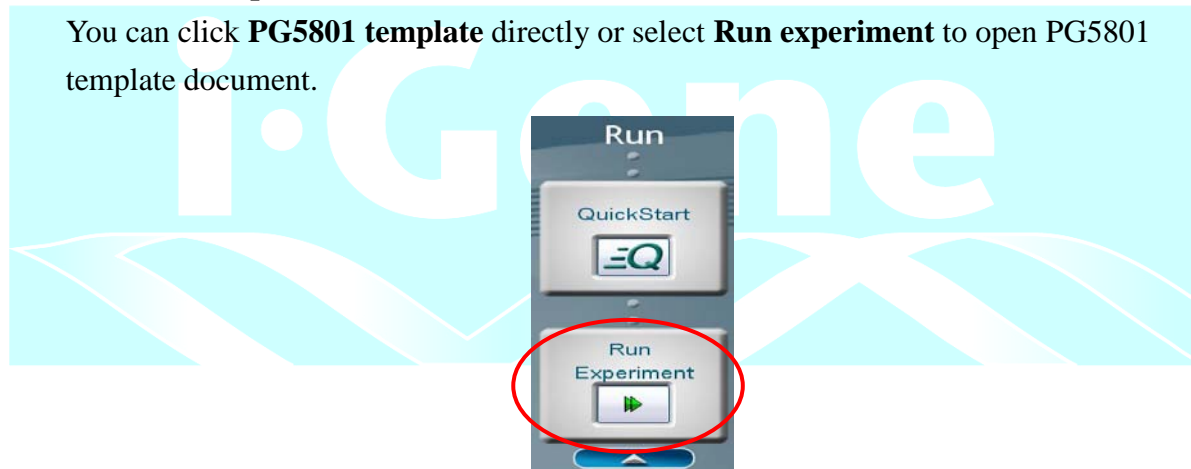 You can click PG5801 template directly or select Run experiment to open PG5801
template document.
i·Gene
Run
QuickStart
Q
Run
Experiment